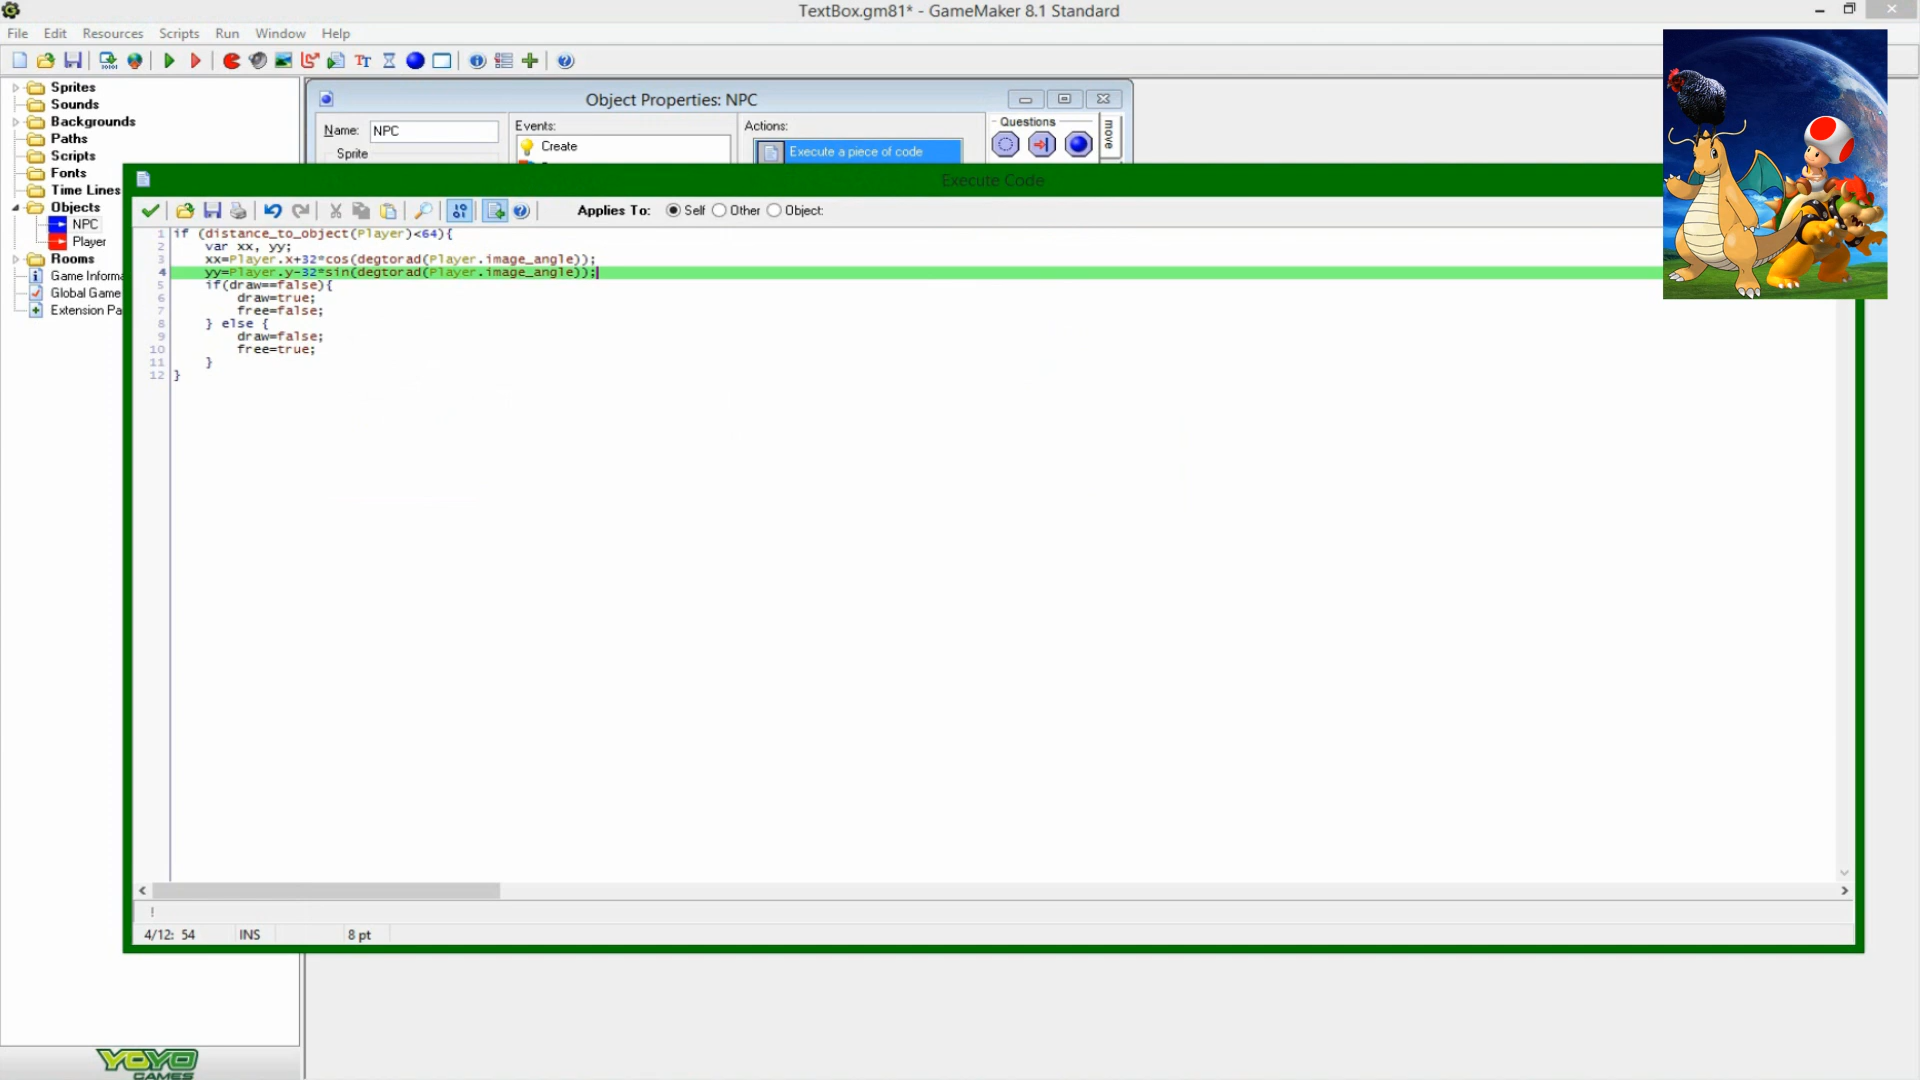 TextBox.gm81* - GameMaker 8.1 Standard
File Edit Resources Scripts Run Window Help
Sprites
Sounds
Backgrounds
Paths
Scripts
Fonts
Time Lines
Objects
NPC
Player
Rooms
Game Informa
Global Game
Extension Pa
Object Properties: NPC
Name: NPC
Sprite
Events:
Create
Actions:
Execute a piece of code
Questions
move
Execute Code
Applies To: Self Other Object:
1 if (distance_to_object(Player)<64){
2 var xx, yy;
3 xx=Player.x+32*cos(degtorad(Player.image_angle));
4 yy=Player.y-32*sin(degtorad(Player.image_angle));
5 if(draw==false){
6 draw=true;
7 free=false;
8 } else {
9 draw=false;
10 free=true;
11 }
12 }
!
4/12: 54 INS 8 pt
YOYO
GAMES